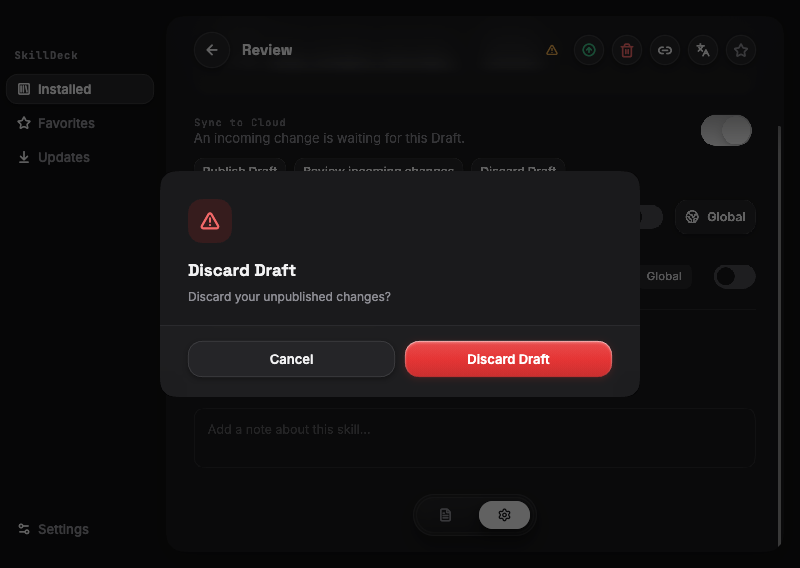 SkillDeck
Installed
Favorites
Updates
Settings
Review
Sync to Cloud
An incoming change is waiting for this Draft.
Publish Draft
Review incoming changes
Discard Draft
Global
Global
Discard Draft
Discard your unpublished changes?
Cancel
Discard Draft
Add a note about this skill...